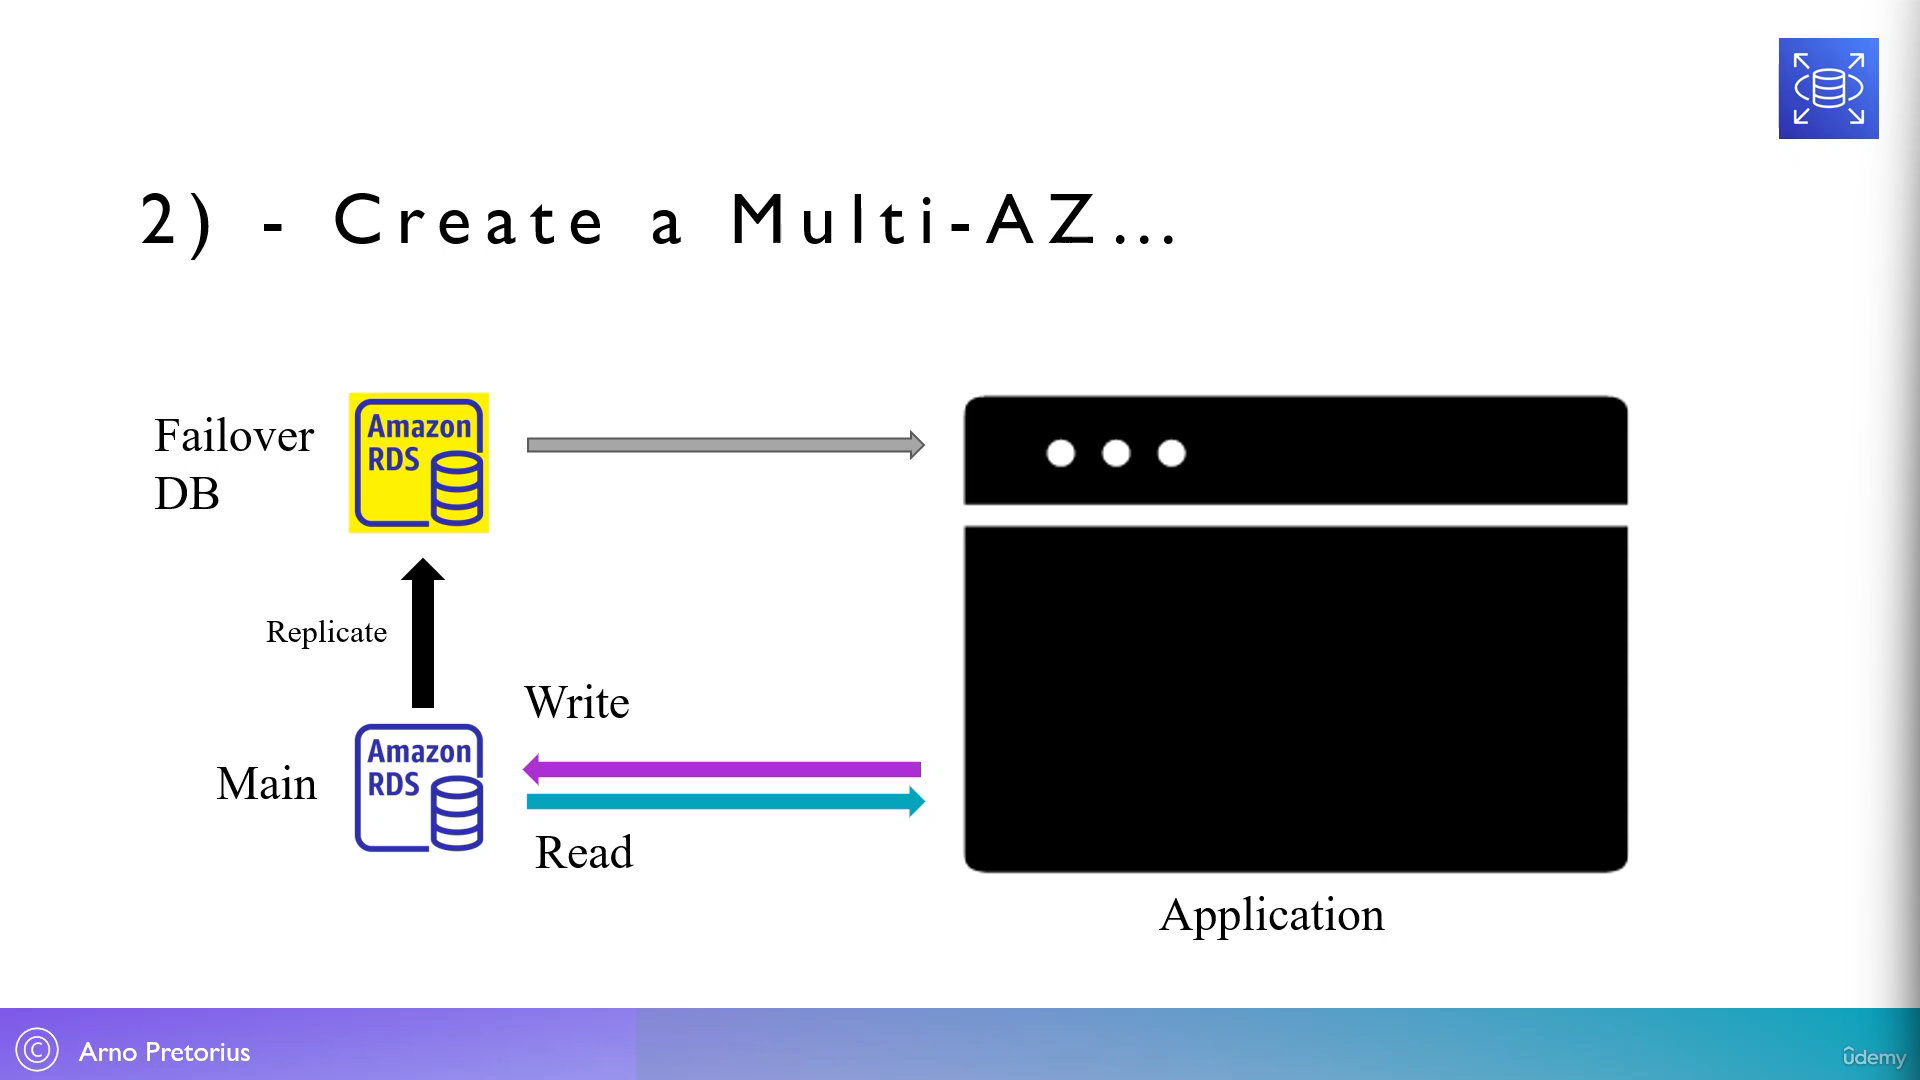 2) - Create a Multi-AZ...
Failover
DB
Amazon
RDS
Replicate
Write
Main
Amazon
RDS
Read
Application
© Arno Pretorius
ûdemy